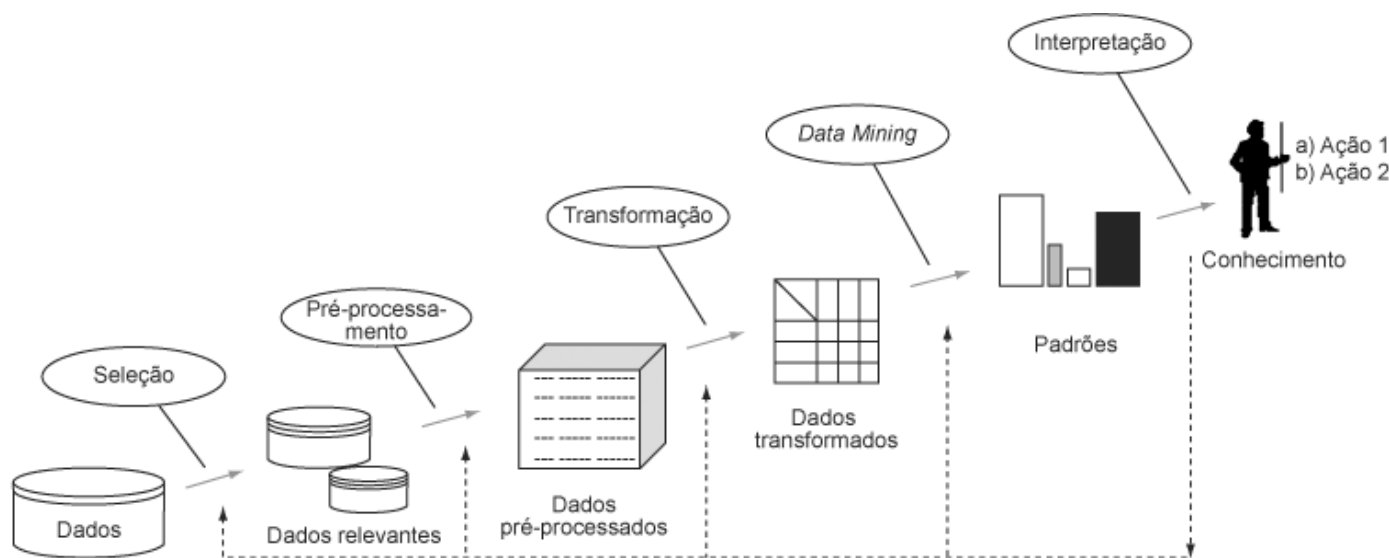 Interpretação
a) Ação 1
b) Ação 2
Data Mining
Transformação
Conhecimento
Pré-processa-
mento
Padrões
Seleção
Dados
transformados
Dados
Dados relevantes
Dados
pré-processados